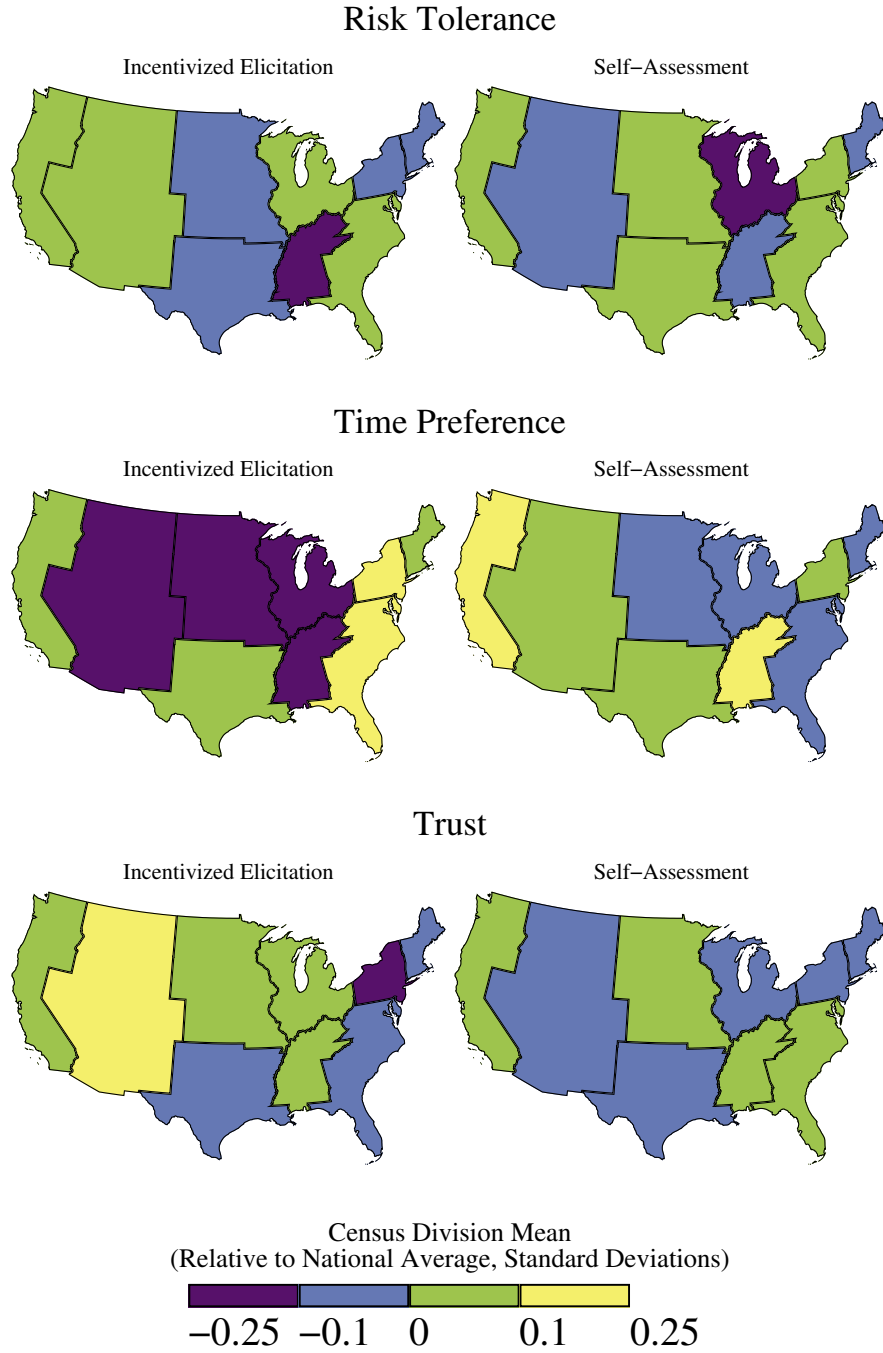 Risk Tolerance
Incentivized Elicitation
Self−Assessment
Time Preference
Incentivized Elicitation
Self−Assessment
Trust
Incentivized Elicitation
Self−Assessment
Census Division Mean
(Relative to National Average, Standard Deviations)
−0.25 −0.1 0 0.1 0.25